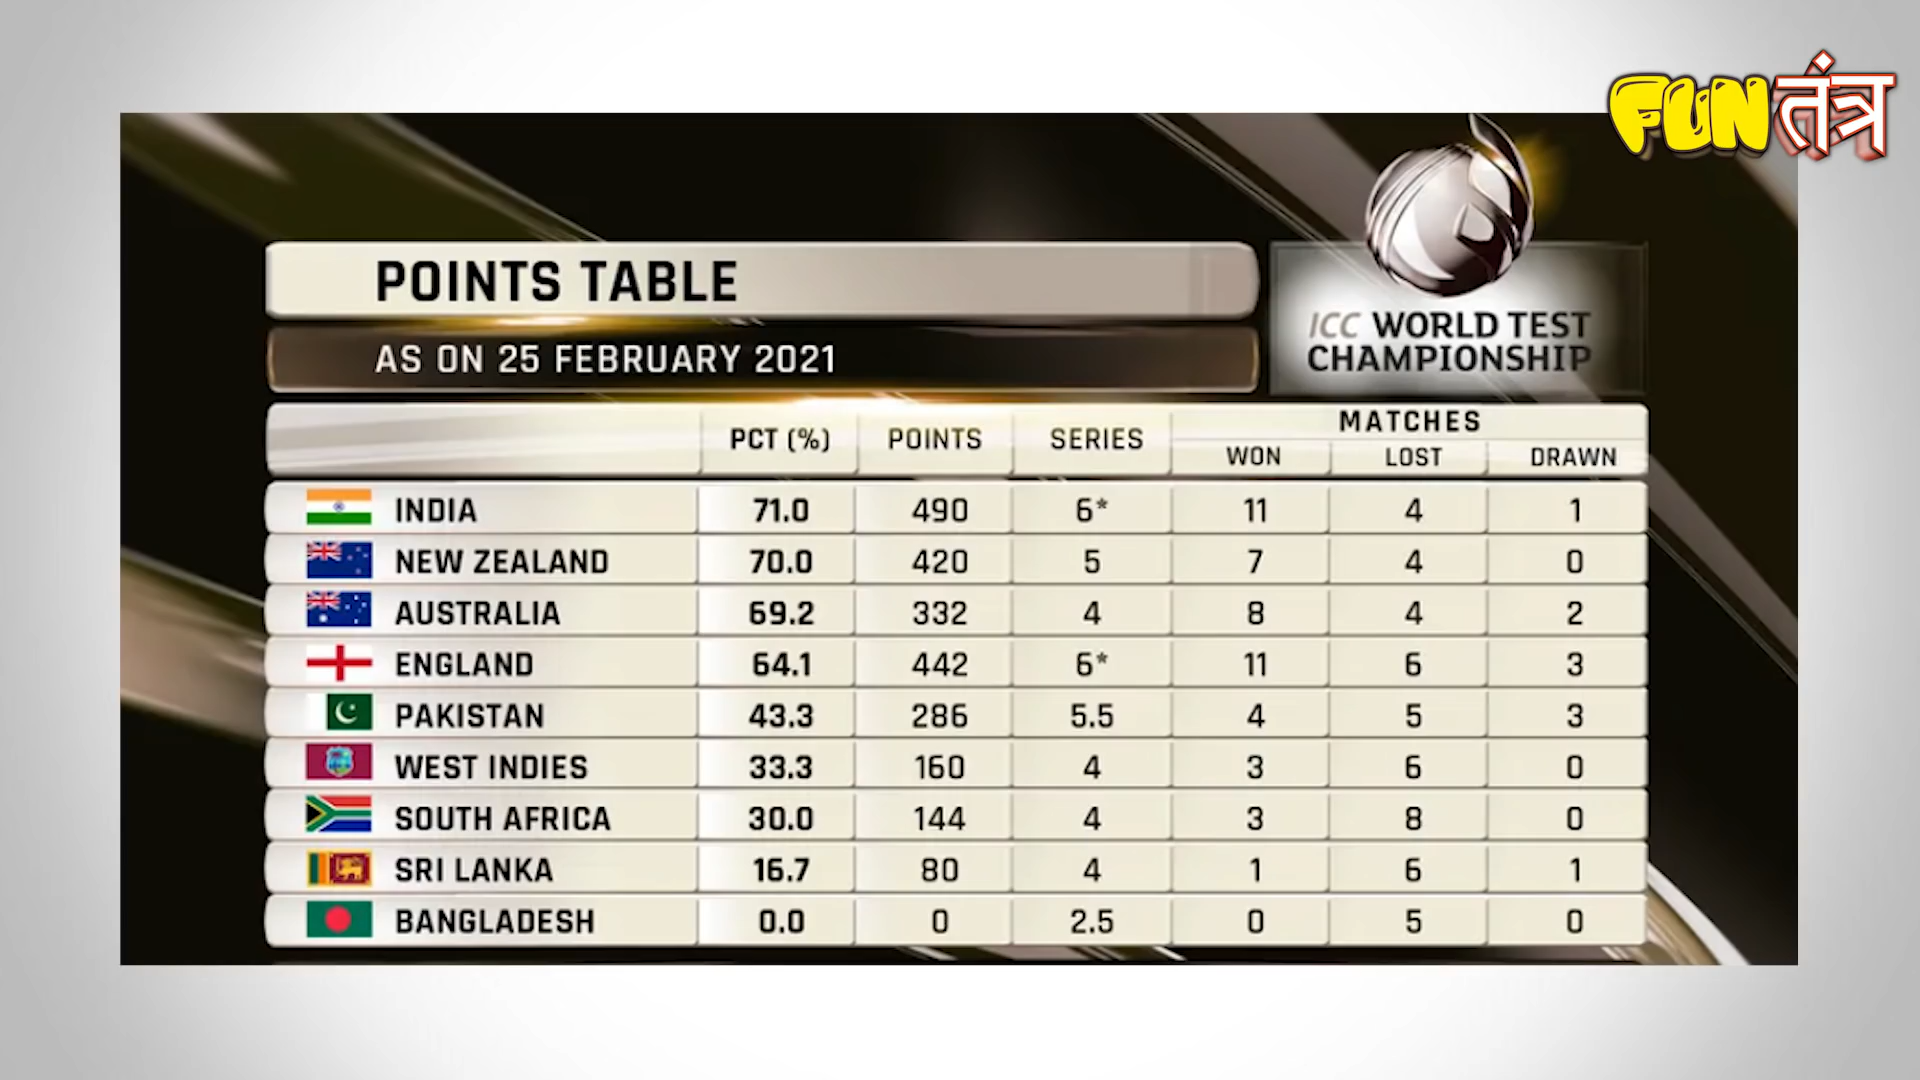 FUNतंत्र
POINTS TABLE
AS ON 25 FEBRUARY 2021
ICC WORLD TEST
CHAMPIONSHIP
PCT (%) POINTS SERIES MATCHES
WON LOST DRAWN
INDIA 71.0 490 6* 11 4 1
NEW ZEALAND 70.0 420 5 7 4 0
AUSTRALIA 69.2 332 4 8 4 2
ENGLAND 64.1 442 6* 11 6 3
PAKISTAN 43.3 286 5.5 4 5 3
WEST INDIES 33.3 160 4 3 6 0
SOUTH AFRICA 30.0 144 4 3 8 0
SRI LANKA 16.7 80 4 1 6 1
BANGLADESH 0.0 0 2.5 0 5 0